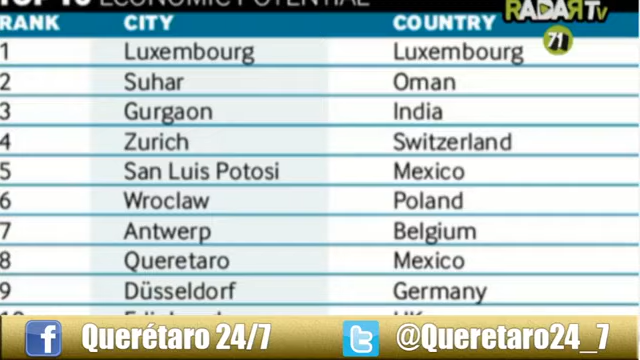 TOP 10 ECONOMIC POTENTIAL
RADAR TV
71
RANK CITY COUNTRY
1 Luxembourg Luxembourg
2 Suhar Oman
3 Gurgaon India
4 Zurich Switzerland
5 San Luis Potosi Mexico
6 Wroclaw Poland
7 Antwerp Belgium
8 Queretaro Mexico
9 Düsseldorf Germany
Querétaro 24/7 @Queretaro24_7